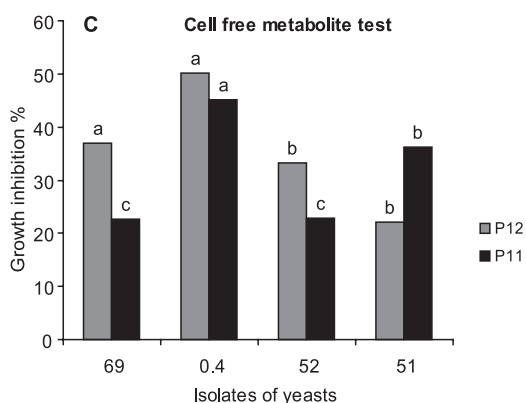 C Cell free metabolite test
60
50
40
30
20
10
0
Growth inhibition %
a
c
a
a
b
c
b
b
69 0.4 52 51
Isolates of yeasts
P12
P11